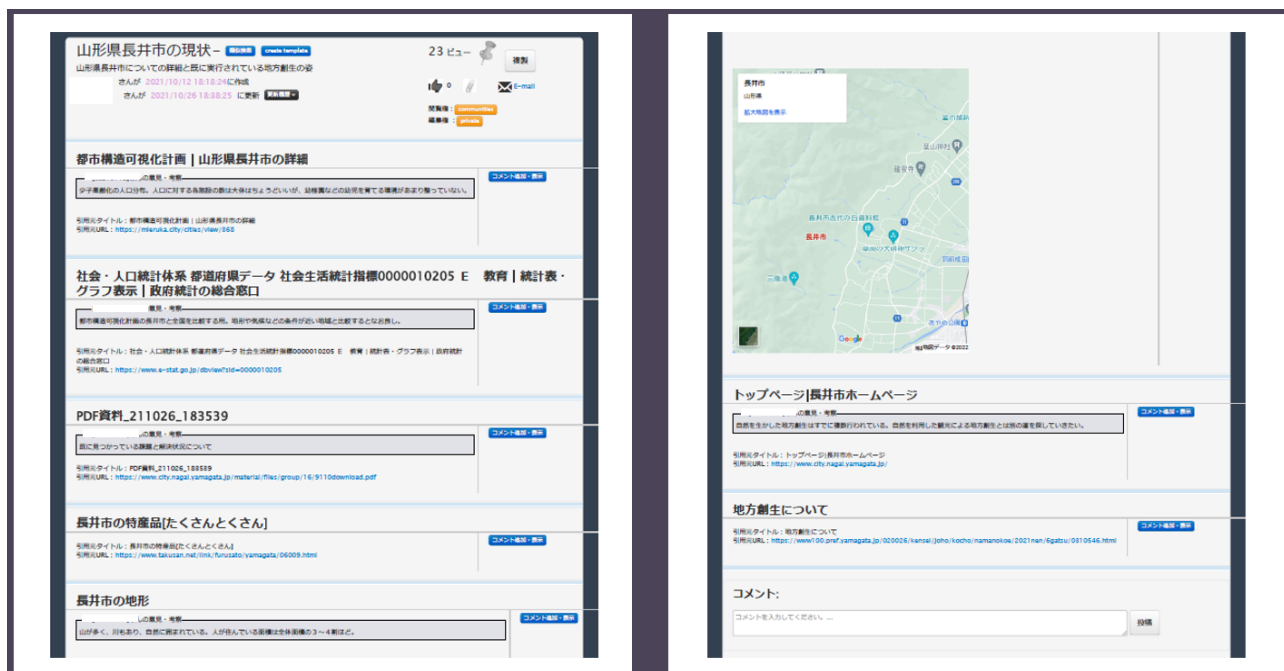 山形県長井市の現状–
create template
23 ビュー
複製
山形県長井市についての詳細と既に実行されている地方創生の姿
さんが 2021/10/12 18:18:24に作成
さんが 2021/10/26 18:38:25 に更新 更新履歴
0
E-mail
閲覧権 : communities
編集権 : private
都市構造可視化計画 | 山形県長井市の詳細
の意見・考察
コメント追加・表示
少子高齢化の人口分布。人口に対する各施設の数は大体はちょうどいいが、幼稚園などの幼児を育てる環境があまり整っていない。
引用元タイトル : 都市構造可視化計画 | 山形県長井市の詳細
引用元URL : https://mieruka.city/cities/view/868
社会・人口統計体系 都道府県データ 社会生活統計指標0000010205 E 教育 | 統計表・
グラフ表示 | 政府統計の総合窓口
意見・考察
コメント追加・表示
都市構造可視化計画の長井市と全国を比較する用。地形や気候などの条件が近い地域と比較するとなお良し。
引用元タイトル : 社会・人口統計体系 都道府県データ 社会生活統計指標0000010205 E 教育 | 統計表・グラフ表示 | 政府統計
の総合窓口
引用元URL : https://www.e-stat.go.jp/dbview?sid=0000010205
PDF資料_211026_183539
の意見・考察
コメント追加・表示
既に見つかっている課題と解決状況について
引用元タイトル : PDF資料_211026_183539
引用元URL : https://www.city.nagai.yamagata.jp/material/files/group/16/9110download.pdf
長井市の特産品[たくさんとくさん]
コメント追加・表示
引用元タイトル : 長井市の特産品[たくさんとくさん]
引用元URL : https://www.takusan.net/link/furusato/yamagata/06009.html
長井市の地形
の意見・考察
コメント追加・表示
山が多く、川もあり、自然に囲まれている。人が住んでいる面積は全体面積の3~4割ほど。
長井市
山形県
拡大地図を表示
長井市古代の丘資料館
長井市
Google
地図データ ©2022
トップページ|長井市ホームページ
の意見・考察
コメント追加・表示
自然を生かした地方創生はすでに複数行われている。自然を利用した観光による地方創生とは別の道を探していきたい。
引用元タイトル : トップページ|長井市ホームページ
引用元URL : https://www.city.nagai.yamagata.jp/
地方創生について
コメント追加・表示
引用元タイトル : 地方創生について
引用元URL : https://www100.pref.yamagata.jp/020026/kensei/joho/kocho/namanokoe/2021nen/6gatsu/0310546.html
コメント:
コメントを入力してください。...
投稿